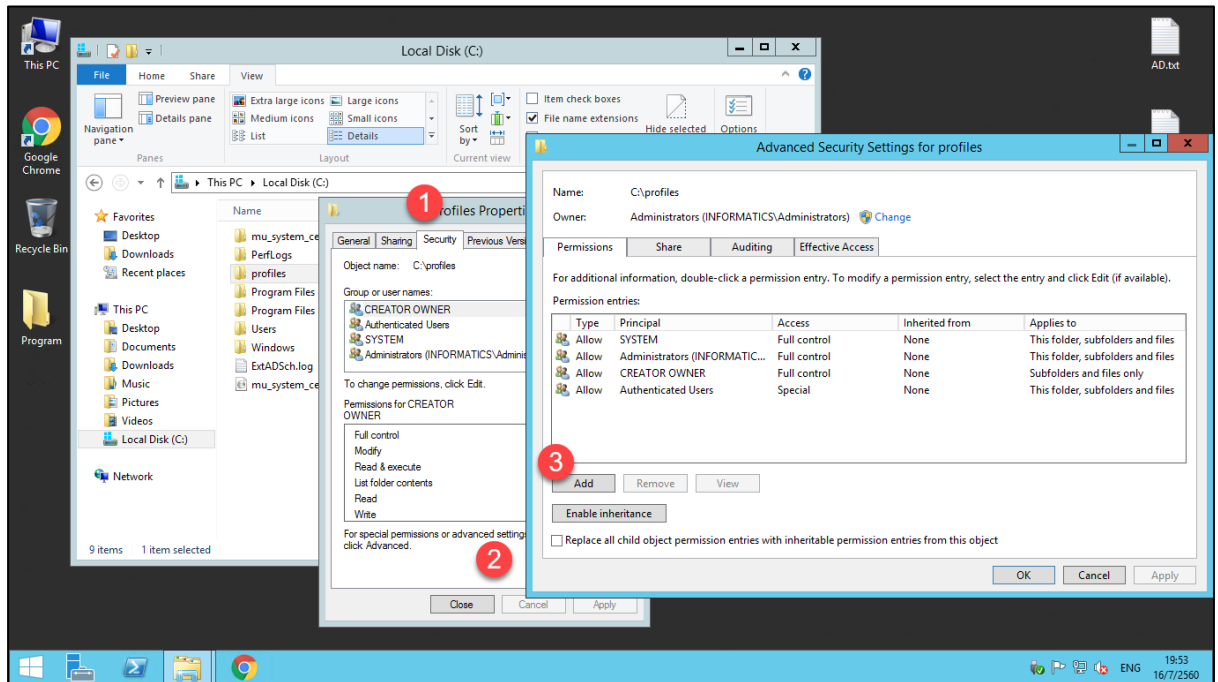 This PC
Google
Chrome
Recycle Bin
Program
AD.txt
Local Disk (C:)
File Home Share View
Navigation
pane
Preview pane
Details pane
Panes
Extra large icons Large icons
Medium icons Small icons
List Details
Layout
Sort
by
Current view
Item check boxes
File name extensions
Hide selected
Options
This PC Local Disk (C:)
Favorites
Desktop
Downloads
Recent places
This PC
Desktop
Documents
Downloads
Music
Pictures
Videos
Local Disk (C:)
Network
Name
mu_system_ce
PerfLogs
profiles
Program Files
Program Files
Users
Windows
ExtADSch.log
mu_system_ce
9 items 1 item selected
1
rofiles Properti
General Sharing Security Previous Versi
Object name: C:\profiles
Group or user names:
CREATOR OWNER
Authenticated Users
SYSTEM
Administrators (INFORMATICS\Adminis
To change permissions, click Edit.
Permissions for CREATOR
OWNER
Full control
Modify
Read & execute
List folder contents
Read
Write
For special permissions or advanced setting
click Advanced.
2
Close Cancel Apply
Advanced Security Settings for profiles
Name: C:\profiles
Owner: Administrators (INFORMATICS\Administrators) Change
Permissions Share Auditing Effective Access
For additional information, double-click a permission entry. To modify a permission entry, select the entry and click Edit (if available).
Permission entries:
Type Principal Access Inherited from Applies to
Allow SYSTEM Full control None This folder, subfolders and files
Allow Administrators (INFORMATIC... Full control None This folder, subfolders and files
Allow CREATOR OWNER Full control None Subfolders and files only
Allow Authenticated Users Special None This folder, subfolders and files
3
Add Remove View
Enable inheritance
Replace all child object permission entries with inheritable permission entries from this object
OK Cancel Apply
ENG
19:53
16/7/2560